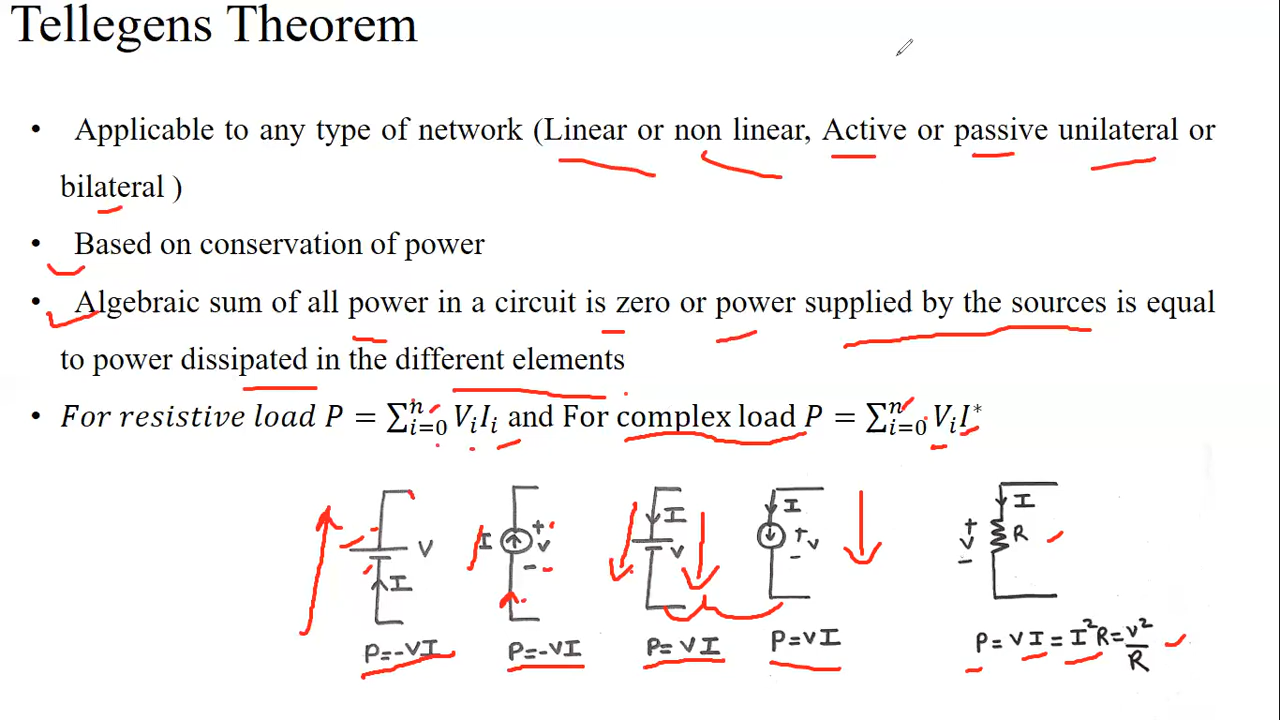 Tellegens Theorem
• Applicable to any type of network (Linear or non linear, Active or passive unilateral or
bilateral )
• Based on conservation of power
• Algebraic sum of all power in a circuit is zero or power supplied by the sources is equal
to power dissipated in the different elements
• For resistive load P = ∑ⁿᵢ₌₀ VᵢIᵢ and For complex load P = ∑ⁿᵢ₌₀ VᵢI*
V I
I + V -
I V
I + V -
+ V - I R
P=-VI
P=-VI
P=VI
P=VI
P=VI=I²R=V²/R